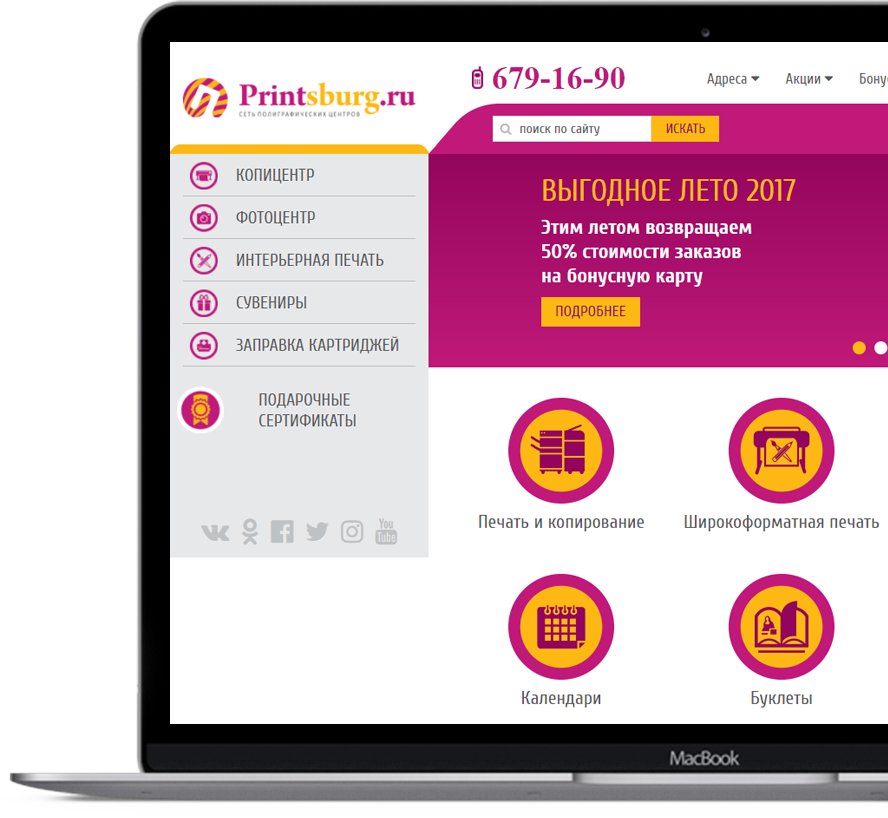 Printsburg.ru
СЕТЬ ПОЛИГРАФИЧЕСКИХ ЦЕНТРОВ
679-16-90
Адреса
Акции
поиск по сайту
ИСКАТЬ
КОПИЦЕНТР
ФОТОЦЕНТР
ИНТЕРЬЕРНАЯ ПЕЧАТЬ
СУВЕНИРЫ
ЗАПРАВКА КАРТРИДЖЕЙ
ПОДАРОЧНЫЕ
СЕРТИФИКАТЫ
You
Tube
ВЫГОДНОЕ ЛЕТО 2017
Этим летом возвращаем
50% стоимости заказов
на бонусную карту
ПОДРОБНЕЕ
Печать и копирование
Широкоформатная печать
Календари
Буклеты
MacBook